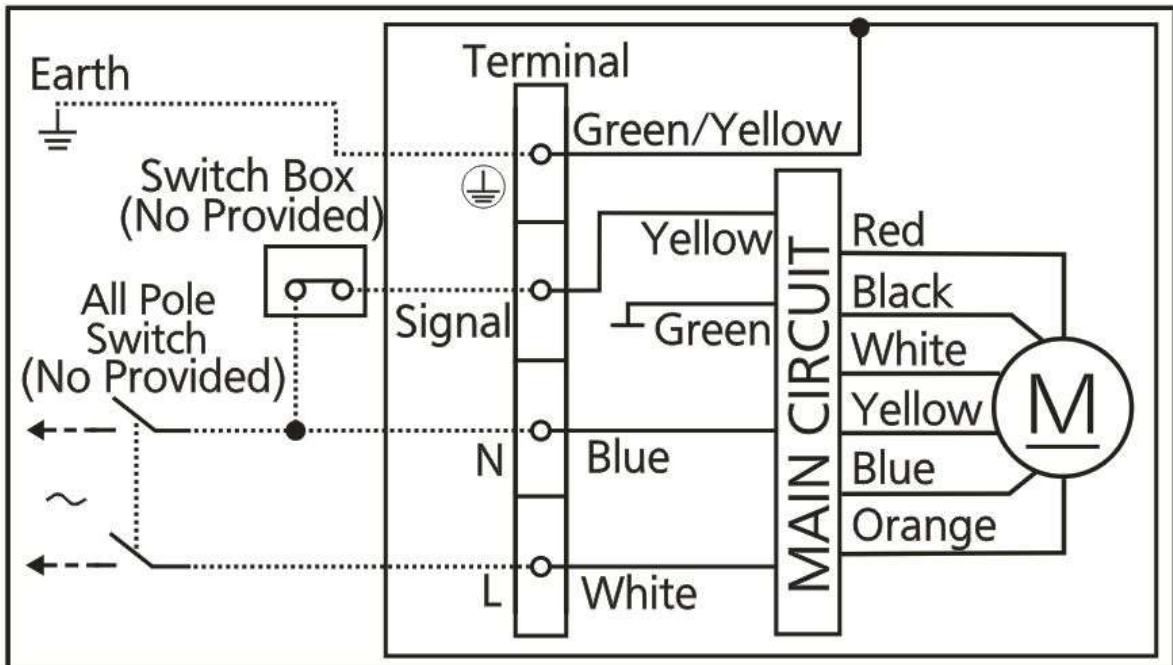 Earth
Terminal
Green/Yellow
Switch Box
(No Provided)
Yellow
Red
All Pole
Switch
(No Provided)
Signal
Green
Black
White
Yellow
M
MAIN CIRCUIT
N
Blue
Blue
Orange
L
White